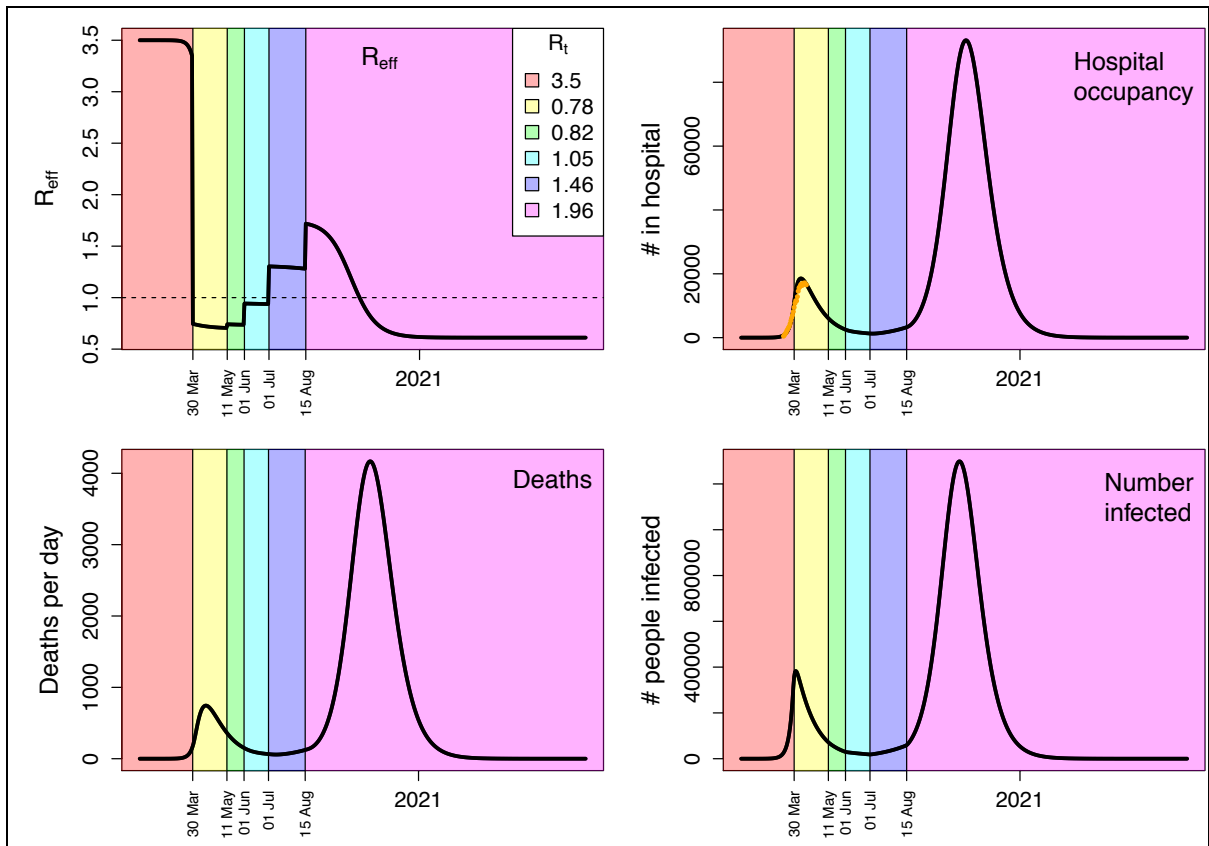 R_eff
R_eff
3.5
3.0
2.5
2.0
1.5
1.0
0.5
R_t
3.5
0.78
0.82
1.05
1.46
1.96
30 Mar
11 May
01 Jun
01 Jul
15 Aug
2021
Hospital
occupancy
# in hospital
60000
20000
0
30 Mar
11 May
01 Jun
01 Jul
15 Aug
2021
Deaths
Deaths per day
4000
3000
2000
1000
0
30 Mar
11 May
01 Jun
01 Jul
15 Aug
2021
Number
infected
# people infected
800000
400000
0
30 Mar
11 May
01 Jun
01 Jul
15 Aug
2021